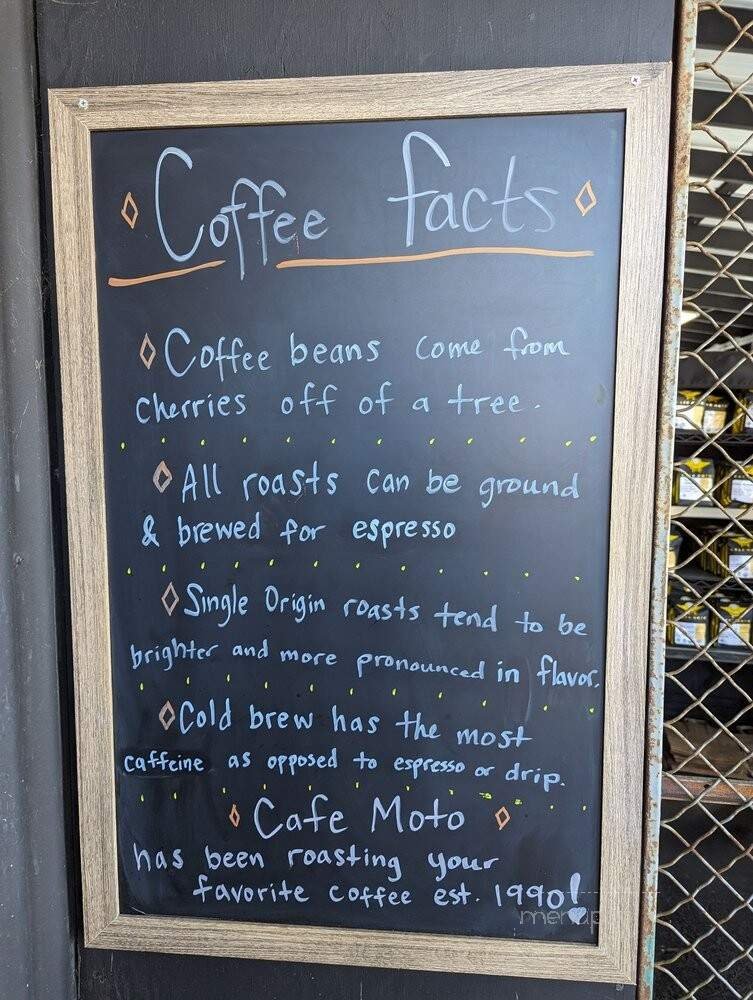 Coffee facts
Coffee beans come from
cherries off of a tree.
All roasts can be ground
& brewed for espresso
Single Origin roasts tend to be
brighter and more pronounced in flavor.
Cold brew has the most
caffeine as opposed to espresso or drip.
Cafe Moto
has been roasting your
favorite coffee est. 1990!